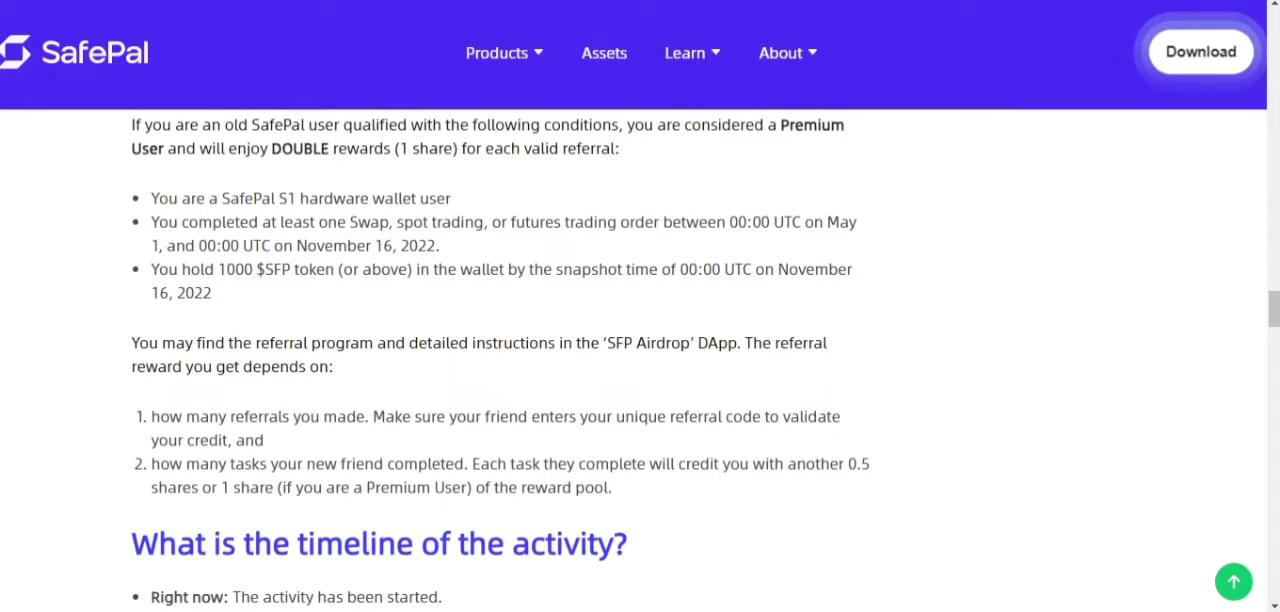 SafePal
Products
Assets
Learn
About
Download
If you are an old SafePal user qualified with the following conditions, you are considered a Premium
User and will enjoy DOUBLE rewards (1 share) for each valid referral:
• You are a SafePal S1 hardware wallet user
• You completed at least one Swap, spot trading, or futures trading order between 00:00 UTC on May
1, and 00:00 UTC on November 16, 2022.
• You hold 1000 $SFP token (or above) in the wallet by the snapshot time of 00:00 UTC on November
16, 2022
You may find the referral program and detailed instructions in the ‘SFP Airdrop’ DApp. The referral
reward you get depends on:
1. how many referrals you made. Make sure your friend enters your unique referral code to validate
your credit, and
2. how many tasks your new friend completed. Each task they complete will credit you with another 0.5
shares or 1 share (if you are a Premium User) of the reward pool.
What is the timeline of the activity?
• Right now: The activity has been started.